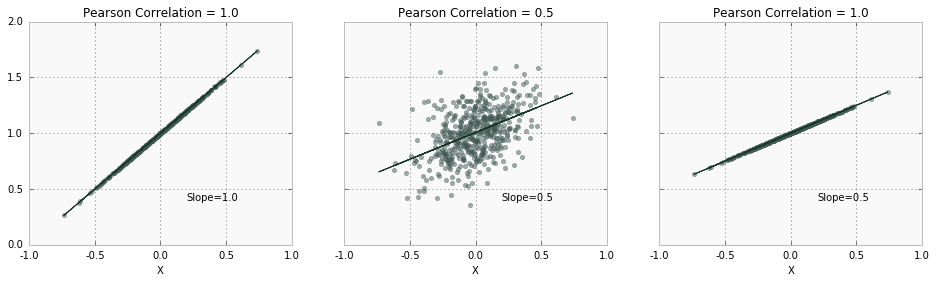 Pearson Correlation = 1.0
Pearson Correlation = 0.5
Pearson Correlation = 1.0
2.0
1.5
1.0
0.5
0.0
Slope=1.0
Slope=0.5
Slope=0.5
-1.0 -0.5 0.0 0.5 1.0
-1.0 -0.5 0.0 0.5 1.0
-1.0 -0.5 0.0 0.5 1.0
X
X
X